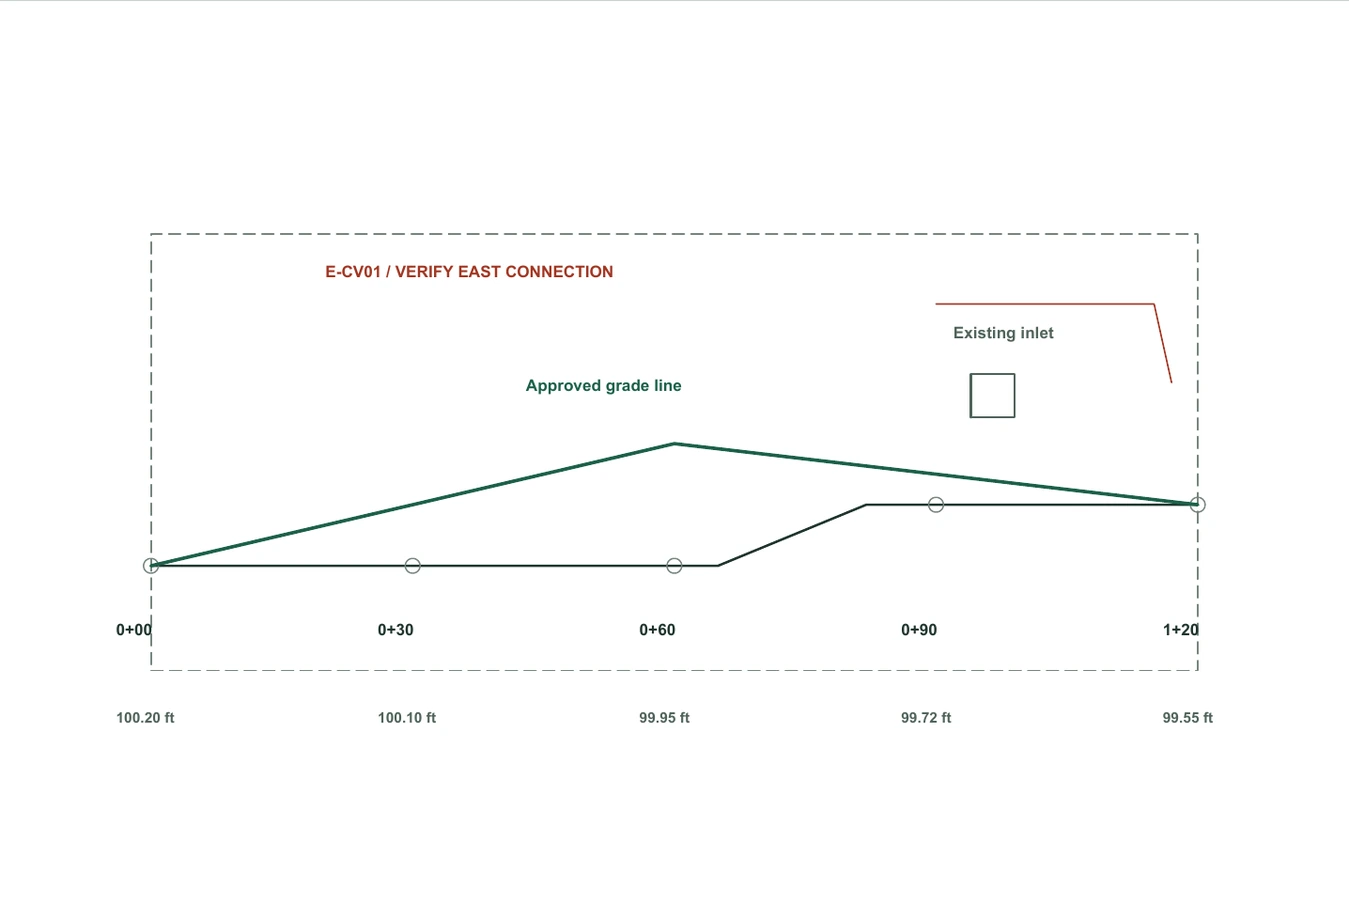 E-CV01 / VERIFY EAST CONNECTION
Existing inlet
Approved grade line
0+00 0+30 0+60 0+90 1+20
100.20 ft 100.10 ft 99.95 ft 99.72 ft 99.55 ft